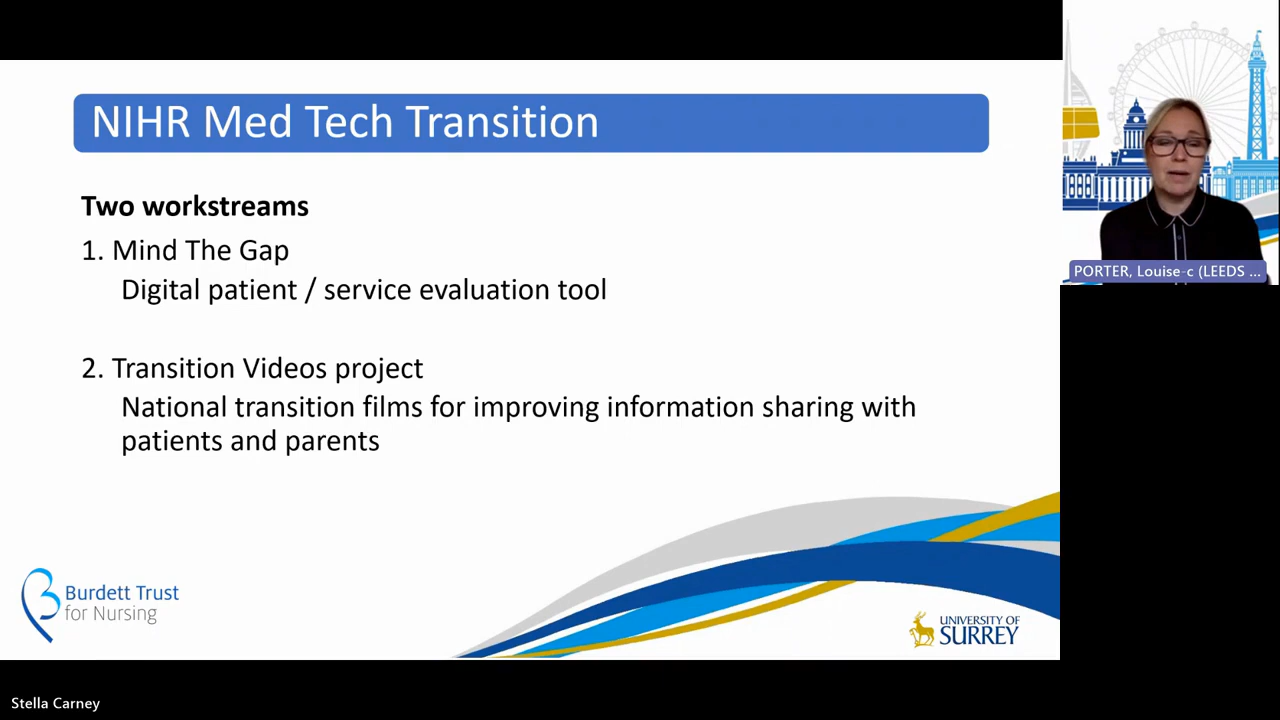 NIHR Med Tech Transition
Two workstreams
1. Mind The Gap
Digital patient / service evaluation tool
2. Transition Videos project
National transition films for improving information sharing with
patients and parents
Burdett Trust
for Nursing
UNIVERSITY OF
SURREY
PORTER, Louise-c (LEEDS ...
Stella Carney